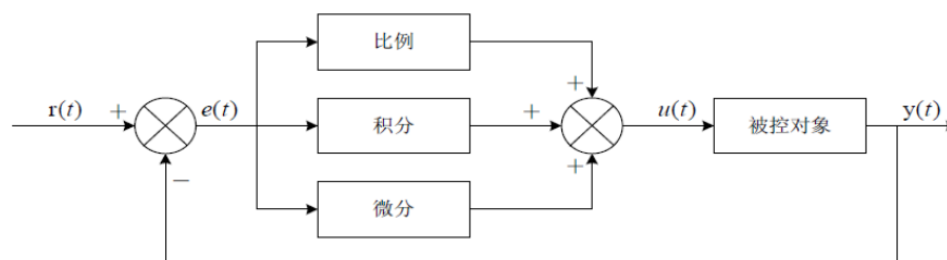 比例
+
r(t) + e(t) 积分 + u(t) 被控对象 y(t)
−
+
微分